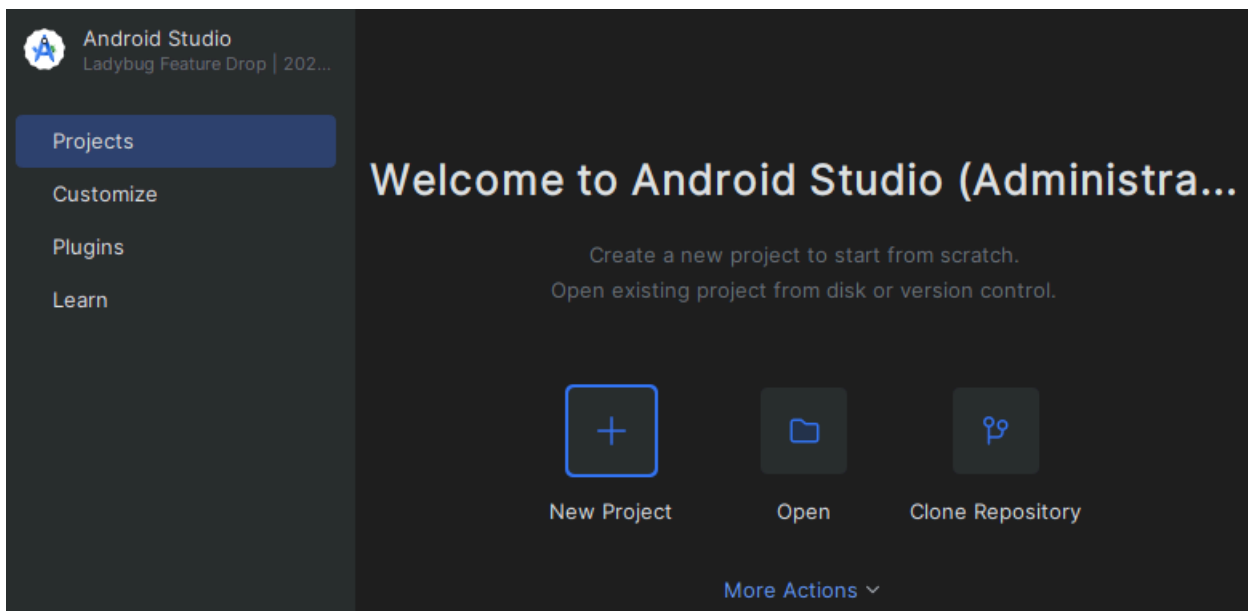 Android Studio
Ladybug Feature Drop | 202...
Projects
Customize
Plugins
Learn
Welcome to Android Studio (Administra...
Create a new project to start from scratch.
Open existing project from disk or version control.
New Project
Open
Clone Repository
More Actions